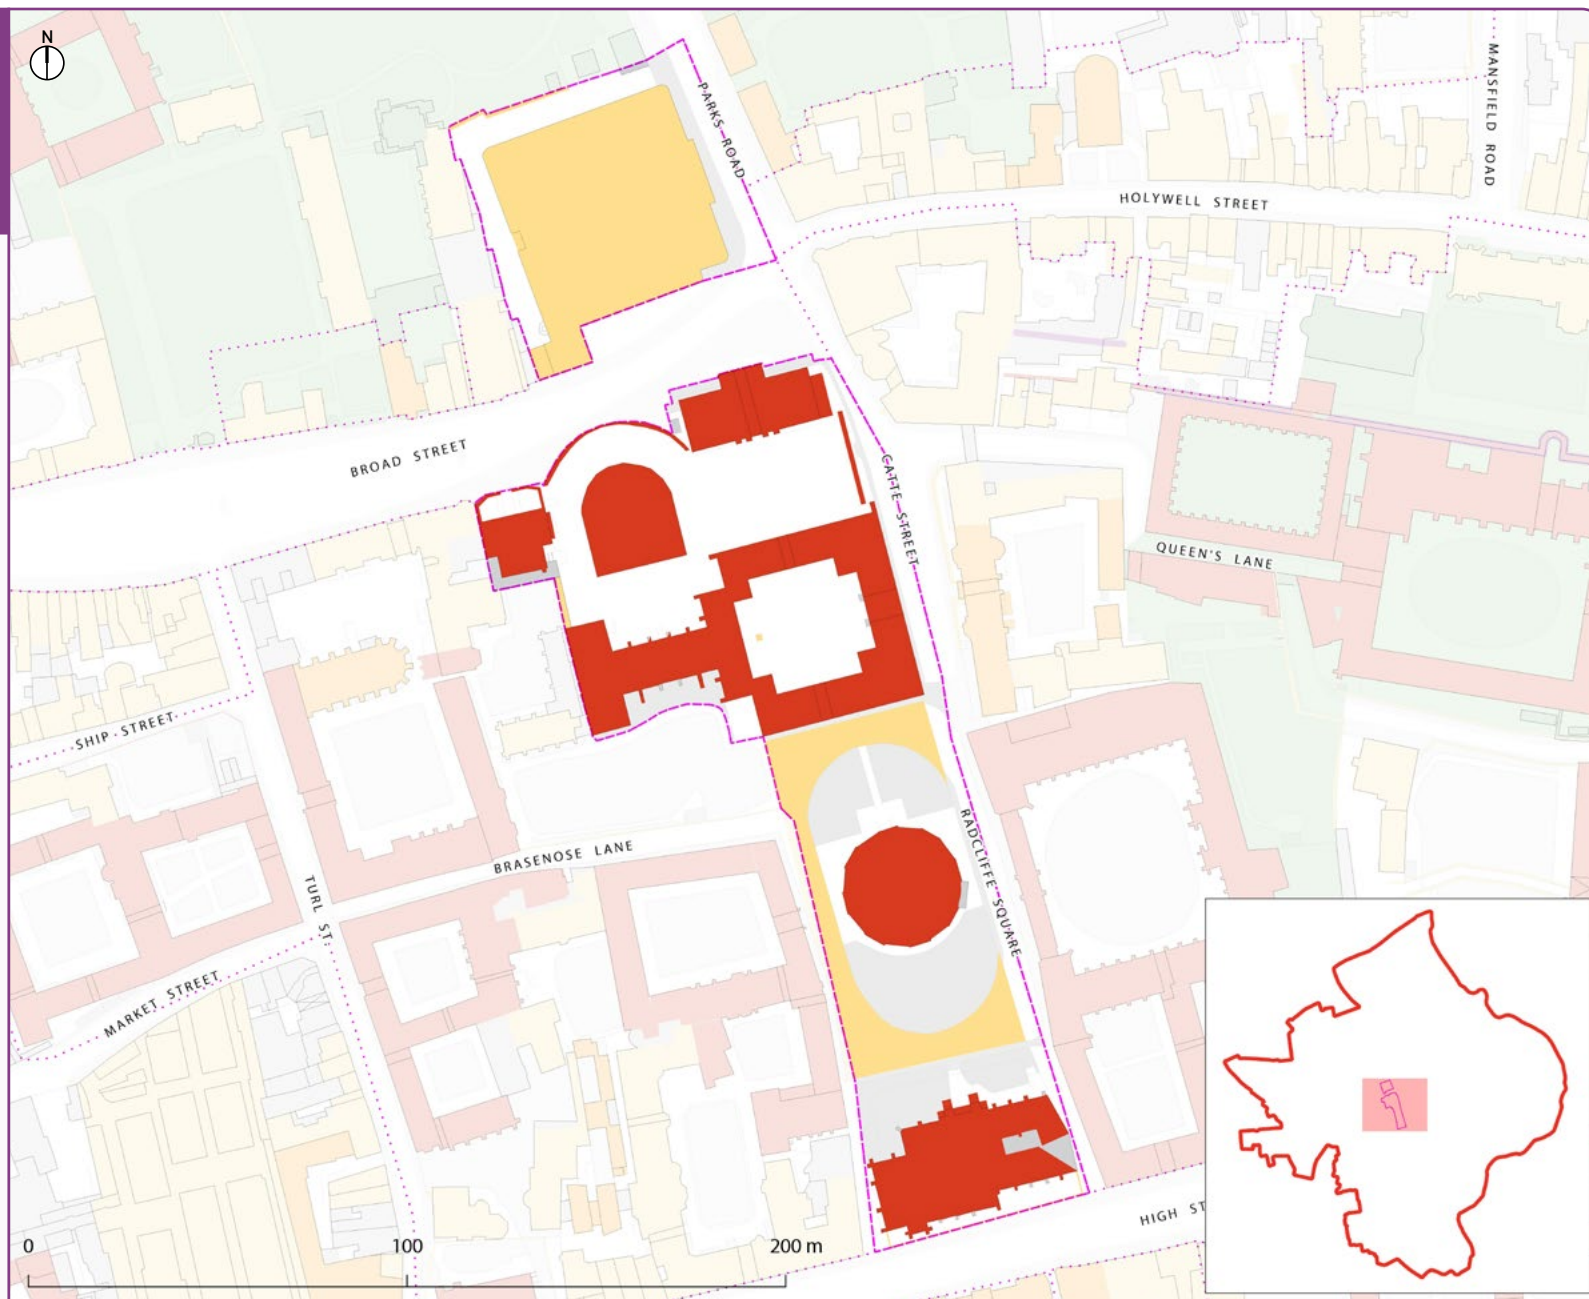 N
PARKS ROAD
MANSFIELD ROAD
HOLYWELL STREET
BROAD STREET
CATTE STREET
QUEEN'S LANE
SHIP STREET
BRASENOSE LANE
RADCLIFFE SQUARE
TURL ST.
MARKET STREET
HIGH ST
0 100 200 m